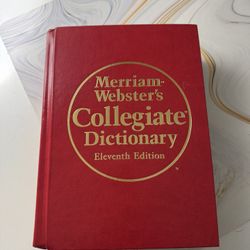 Merriam-
Webster's
Collegiate®
Dictionary
Eleventh Edition